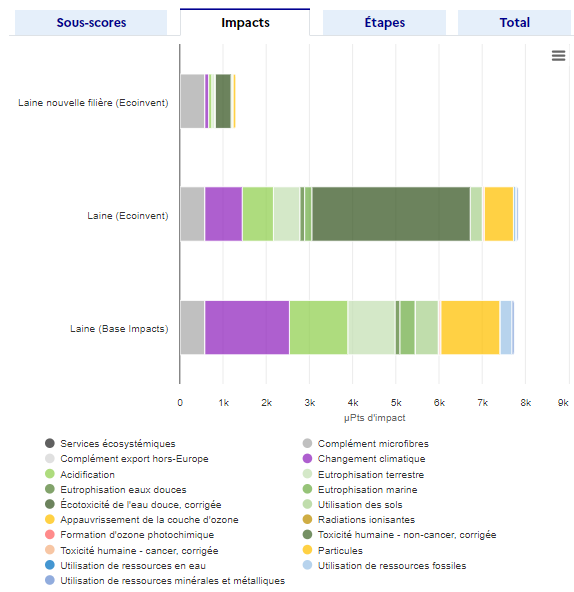 Sous-scores Impacts Étapes Total
Laine nouvelle filière (Ecoinvent)
Laine (Ecoinvent)
Laine (Base Impacts)
0 1k 2k 3k 4k 5k 6k 7k 8k 9k
µPts d'impact
Services écosystémiques Complément microfibres
Complément export hors-Europe Changement climatique
Acidification Eutrophisation terrestre
Eutrophisation eaux douces Eutrophisation marine
Écotoxicité de l'eau douce, corrigée Utilisation des sols
Appauvrissement de la couche d'ozone Radiations ionisantes
Formation d'ozone photochimique Toxicité humaine - non-cancer, corrigée
Toxicité humaine - cancer, corrigée Particules
Utilisation de ressources en eau Utilisation de ressources fossiles
Utilisation de ressources minérales et métalliques